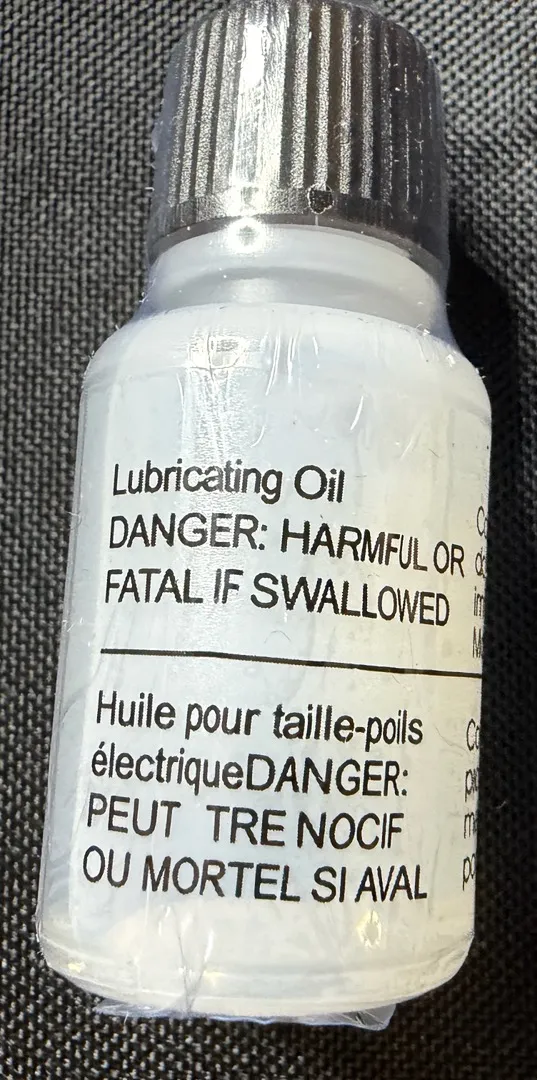 Lubricating Oil
DANGER: HARMFUL OR
FATAL IF SWALLOWED
Huile pour taille-poils
électriqueDANGER:
PEUT TRE NOCIF
OU MORTEL SI AVAL